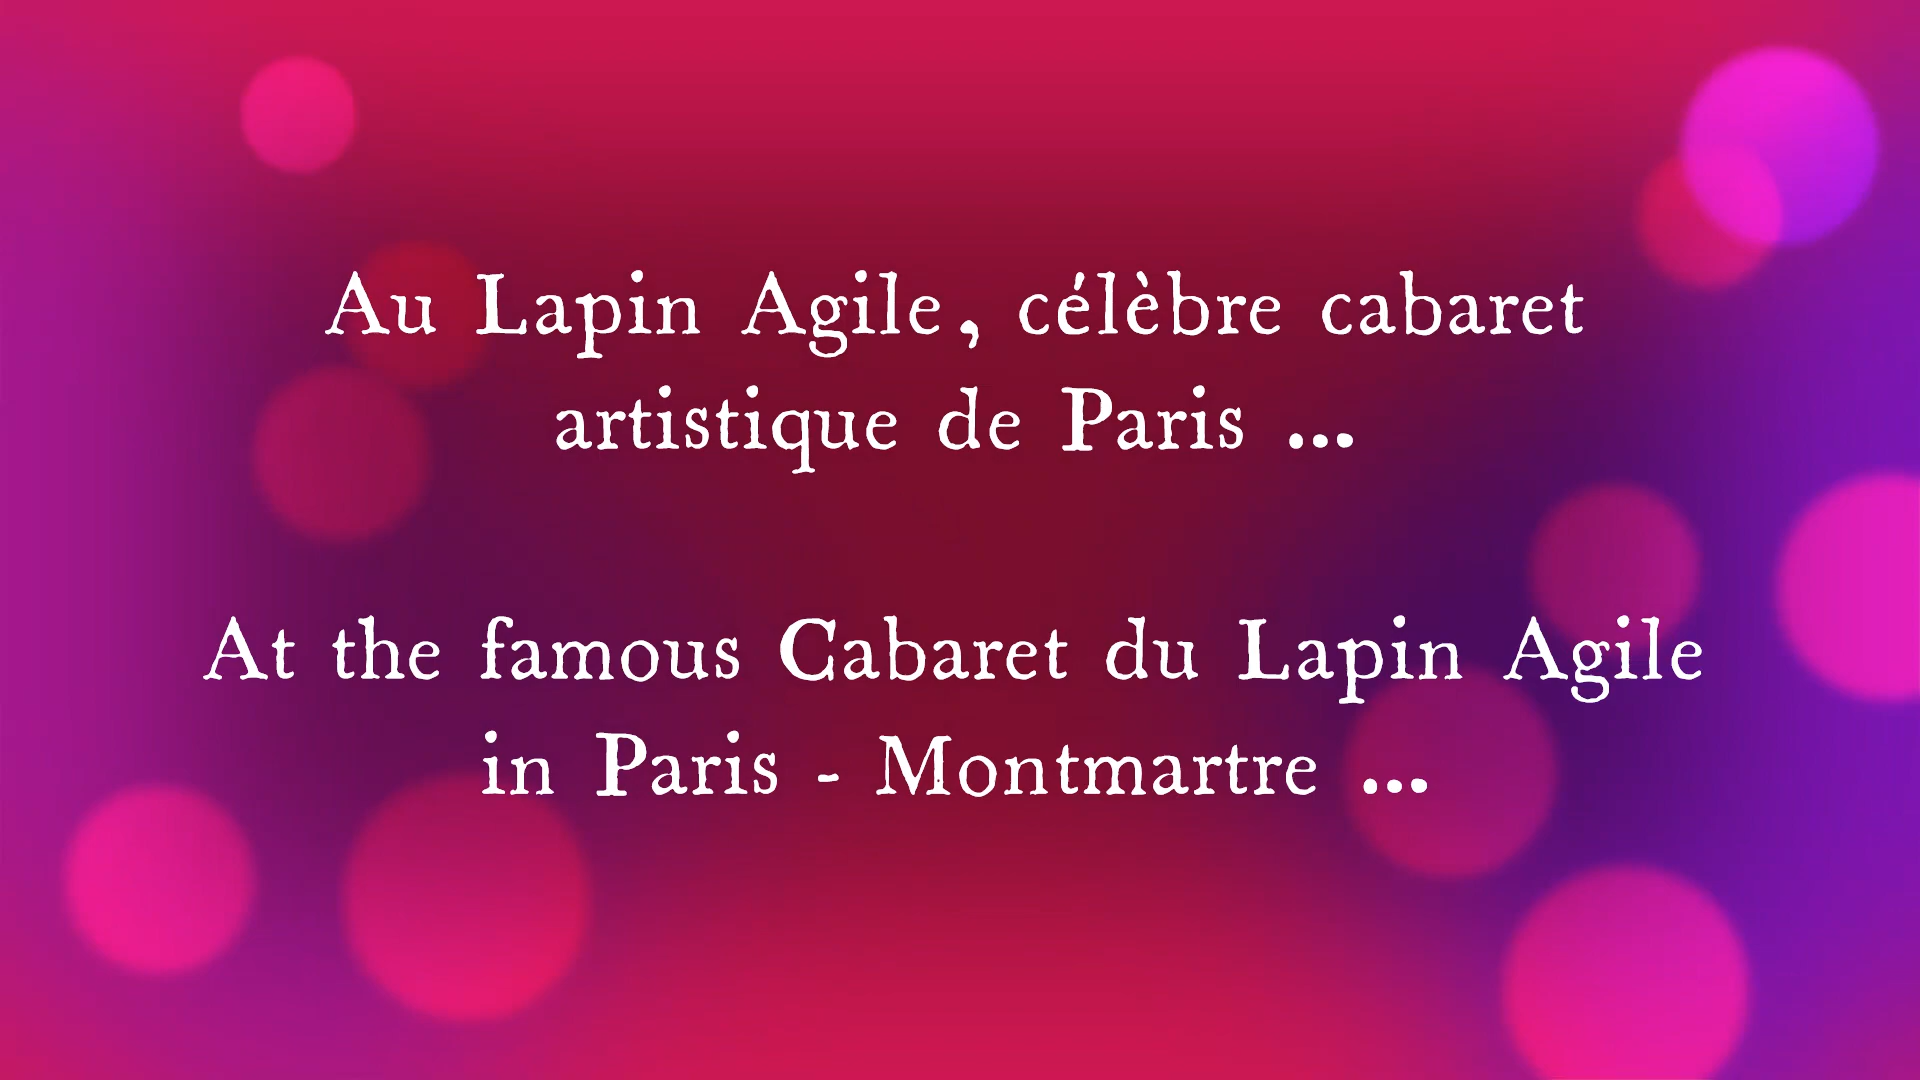 Au Lapin Agile, célèbre cabaret
artistique de Paris ...
At the famous Cabaret du Lapin Agile
in Paris - Montmartre ...